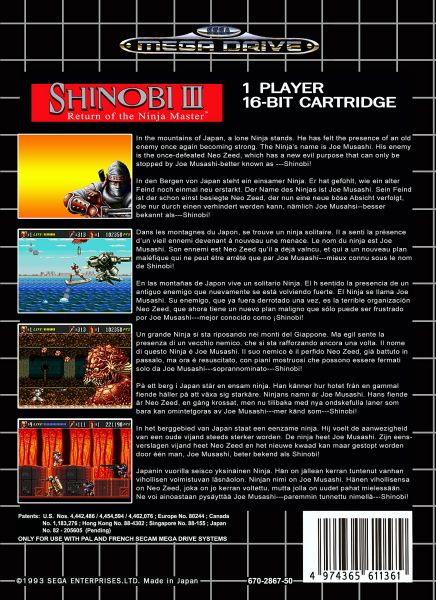 SEGA
MEGA DRIVE
SHINOBI III
Return of the Ninja Master™
1 PLAYER
16-BIT CARTRIDGE
In the mountains of Japan, a lone Ninja stands. He has felt the presence of an old
enemy once again becoming strong. The Ninja's name is Joe Musashi. His enemy
is the once-defeated Neo Zeed, which has a new evil purpose that can only be
stopped by Joe Musashi-better known as ---Shinobi!
In den Bergen von Japan steht ein einsamer Ninja. Er hat gefühlt, wie ein alter
Feind noch einmal neu erstarkt. Der Name des Ninjas ist Joe Musashi. Sein Feind
ist der schon einst besiegte Neo Zeed, der nun eine neue böse Absicht verfolgt,
die nur durch einen verhindert werden kann, nämlich Joe Musahsi--besser
bekannt als---Shinobi!
Dans les montagnes du Japon, se trouve un ninja solitaire. Il a senti la présence
d'un vieil ennemi devenant à nouveau une menace. Le nom du ninja est Joe
Musashi. Son ennemi est Neo Zeed qu'il a déjà vaincu, et qui a un nouveau plan
maléfique qui ne peut être arrêté que par Joe Musashi---mieux connu sous le nom
de Shinobi!
En las montañas de Japon vive un solitario Ninja. El h sentido la presencia de un
antiguo enemigo que nuevamente se está volviendo fuerte. El Ninja se llama Joe
Musashi. Su enemigo, que ya fuera derrotado una vez, es la terrible organización
Neo Zeed, que ahora tiene un nuevo plan maligno que sólo puede ser frustrado
por Joe Musashi---mejor conocido como ¡Shinobi!
Un grande Ninja si sta riposando nei monti del Giappone. Ma egil sente la
presenza di un vecchio nemico. che si sta rafforzando ancora una volta. Il nome
di questo Ninja è Joe Musashi. Il suo nemico è il perfido Neo Zeed, già battuto in
passalo, ma ora è resuscitato, con piani mostruosi che possono essere fermati
solo da Joe Musashi---soprannominato---Shinobi!
På ett berg i Japan står en ensam ninja. Han känner hur hotet från en gammal
fiende håller på att växa sig starkåre. Ninjans namn är Joe Musashi. Hans fiende
är Neo Zeed, en gång krossat, men nu tillbaka med nya ondskefulla laner som
bara kan omintetgoras av Joe Musashi---mer känd som---Shinobi!
In het berggebied van Japan staat een eenzame ninja. Hij voelt de aanwezigheid
van een oude vijand steeds sterker worden. De ninja heet Joe Musashi. Zijn eens-
verslagen vijand heet Neo Zeed en het nieuwe kwaad kan maar gestopt worden
door één man, Joe Musashi, beter bekend als Shinobi!
Japanin vuorilla seisco yksinäinen Ninja. Hän on jällean kerran tuntenut vanhan
vihollisen voimistuvan läsnäolon. Ninjan nimi on Joe Musashi. Hänen vihollisensa
on Neo Zeed, joka on jo kerran voltettu, mutta jolla on uudet pahat mielessään.
Ne voi ainoastaan pysäyttää Joe Musashi---paremmin tunnettu nimellä---Shinobi!
Patents: U.S. Nos. 4,442,486 / 4,454,594 / 4,462,076 ; Europe No. 80244 ; Canada
No. 1,183,276 ; Hong Kong No. 88-4302 ; Singapore No. 88-155 ; Japan
No. 82 - 205605 (Pending)
ONLY FOR USE WITH PAL AND FRENCH SECAM MEGA DRIVE SYSTEMS
©1993 SEGA ENTERPRISES.LTD. Made in Japan
670-2867-50
4 974365 611361